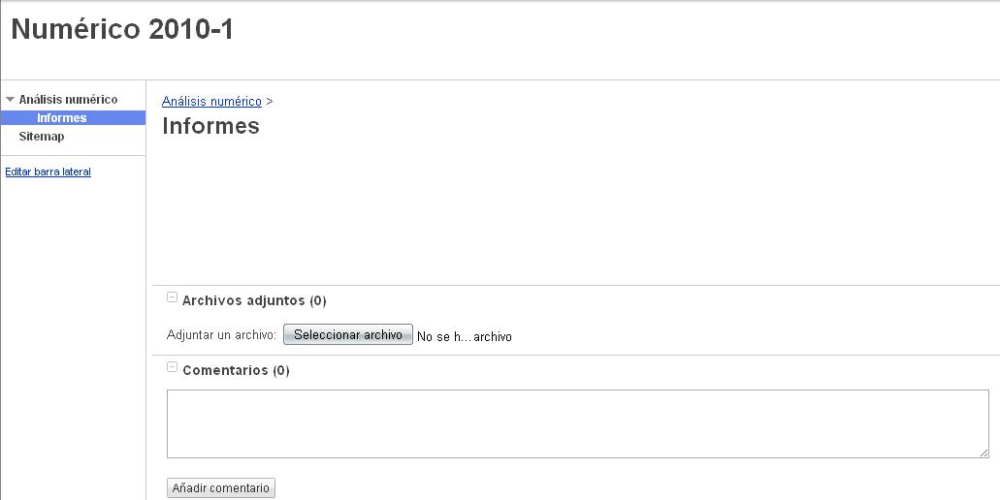 Numérico 2010-1
Análisis numérico
Informes
Sitemap
Editar barra lateral
Análisis numérico >
Informes
Archivos adjuntos (0)
Adjuntar un archivo: Seleccionar archivo No se h... archivo
Comentarios (0)
Añadir comentario